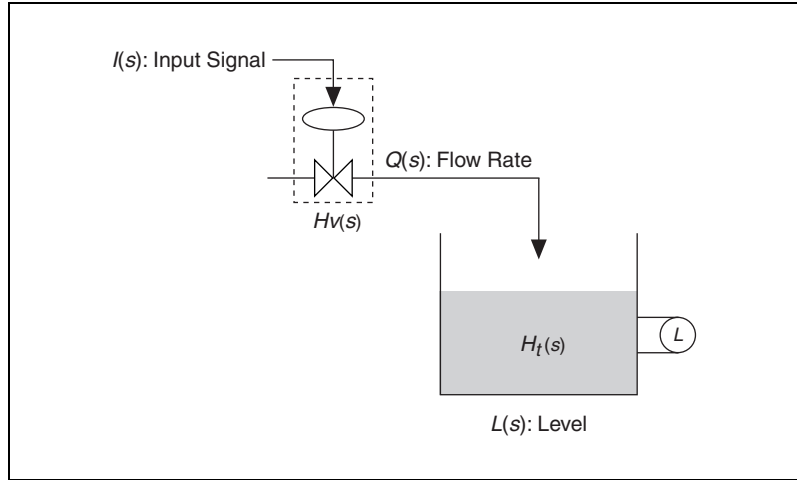 I(s): Input Signal
Q(s): Flow Rate
Hv(s)
Ht(s)
L
L(s): Level